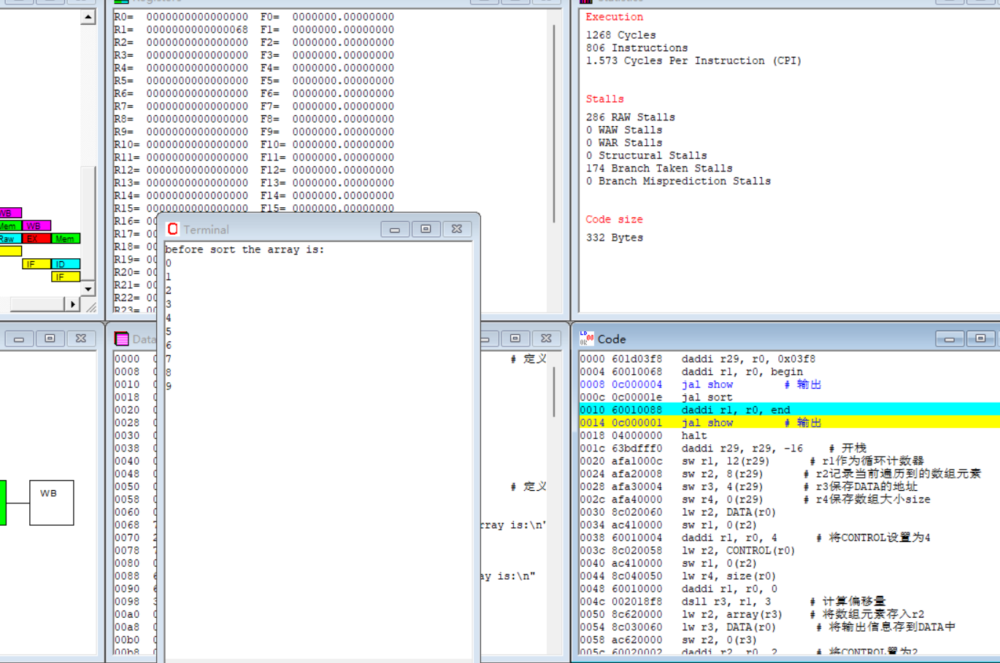 R0=  0000000000000000  F0=  0000000.00000000
R1=  0000000000000068  F1=  0000000.00000000
R2=  0000000000000000  F2=  0000000.00000000
R3=  0000000000000000  F3=  0000000.00000000
R4=  0000000000000000  F4=  0000000.00000000
R5=  0000000000000000  F5=  0000000.00000000
R6=  0000000000000000  F6=  0000000.00000000
R7=  0000000000000000  F7=  0000000.00000000
R8=  0000000000000000  F8=  0000000.00000000
R9=  0000000000000000  F9=  0000000.00000000
R10= 0000000000000000  F10= 0000000.00000000
R11= 0000000000000000  F11= 0000000.00000000
R12= 0000000000000000  F12= 0000000.00000000
R13= 0000000000000000  F13= 0000000.00000000
R14= 0000000000000000  F14= 0000000.00000000
R15= 0000000000000000  F15= 0000000.00000000
R16= 00
R17= 00
R18= 00
R19= 00
R20= 00
R21= 00
R22= 00
R23= 00
Execution
1268 Cycles
806 Instructions
1.573 Cycles Per Instruction (CPI)
Stalls
286 RAW Stalls
0 WAW Stalls
0 WAR Stalls
0 Structural Stalls
174 Branch Taken Stalls
0 Branch Misprediction Stalls
Code size
332 Bytes
WB
Mem WB
Raw EX Mem
IF ID
IF
Terminal
before sort the array is:
0
1
2
3
4
5
6
7
8
9
WB
Data
0000 # 定义
0008
0010
0018
0020
0028
0030
0038
0040
0048
0050 # 定义
0058
0060
0068 7 rray is:\n"
0070 2
0078 7
0080
0088 6 ay is:\n"
0090 6
0098 3
00a0
00a8
00b0
00b8
Code
0000 601d03f8 daddi r29, r0, 0x03f8
0004 60010068 daddi r1, r0, begin
0008 0c000004 jal show # 输出
000c 0c00001e jal sort
0010 60010088 daddi r1, r0, end
0014 0c000001 jal show # 输出
0018 04000000 halt
001c 63bdfff0 daddi r29, r29, -16 # 开栈
0020 afa1000c sw r1, 12(r29) # r1作为循环计数器
0024 afa20008 sw r2, 8(r29) # r2记录当前遍历到的数组元素
0028 afa30004 sw r3, 4(r29) # r3保存DATA的地址
002c afa40000 sw r4, 0(r29) # r4保存数组大小size
0030 8c020060 lw r2, DATA(r0)
0034 ac410000 sw r1, 0(r2)
0038 60010004 daddi r1, r0, 4 # 将CONTROL设置为4
003c 8c020058 lw r2, CONTROL(r0)
0040 ac410000 sw r1, 0(r2)
0044 8c040050 lw r4, size(r0)
0048 60010000 daddi r1, r0, 0
004c 002018f8 dsll r3, r1, 3 # 计算偏移量
0050 8c620000 lw r2, array(r3) # 将数组元素存入r2
0054 8c030060 lw r3, DATA(r0) # 将输出信息存到DATA中
0058 ac620000 sw r2, 0(r3)
005c 60020002 daddi r2, r0, 2 # 将CONTROL置为2